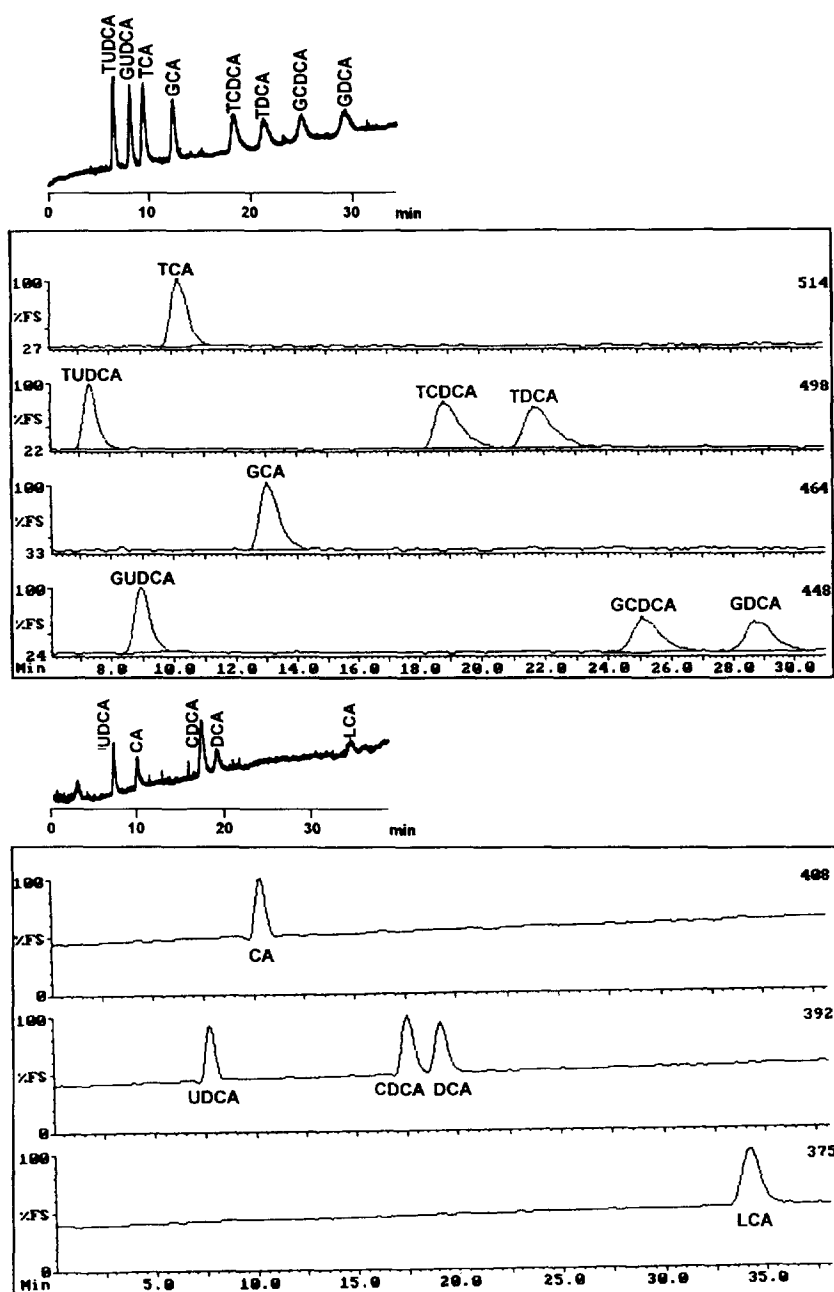 TUDCA GUDCA TCA GCA TCDCA TDCA GCDCA GDCA
0 10 20 30 min
TCA
100 514
%FS
27
TUDCA TCDCA TDCA
100 498
%FS
22
GCA
100 464
%FS
33
GUDCA GCDCA GDCA
100 448
%FS
24
Min 8.0 10.0 12.0 14.0 16.0 18.0 20.0 22.0 24.0 26.0 28.0 30.0
UDCA CA CDCA DCA LCA
0 10 20 30 min
100 408
%FS
CA
0
100 392
%FS
UDCA CDCA DCA
0
100 375
%FS
LCA
Min 5.0 10.0 15.0 20.0 25.0 30.0 35.0